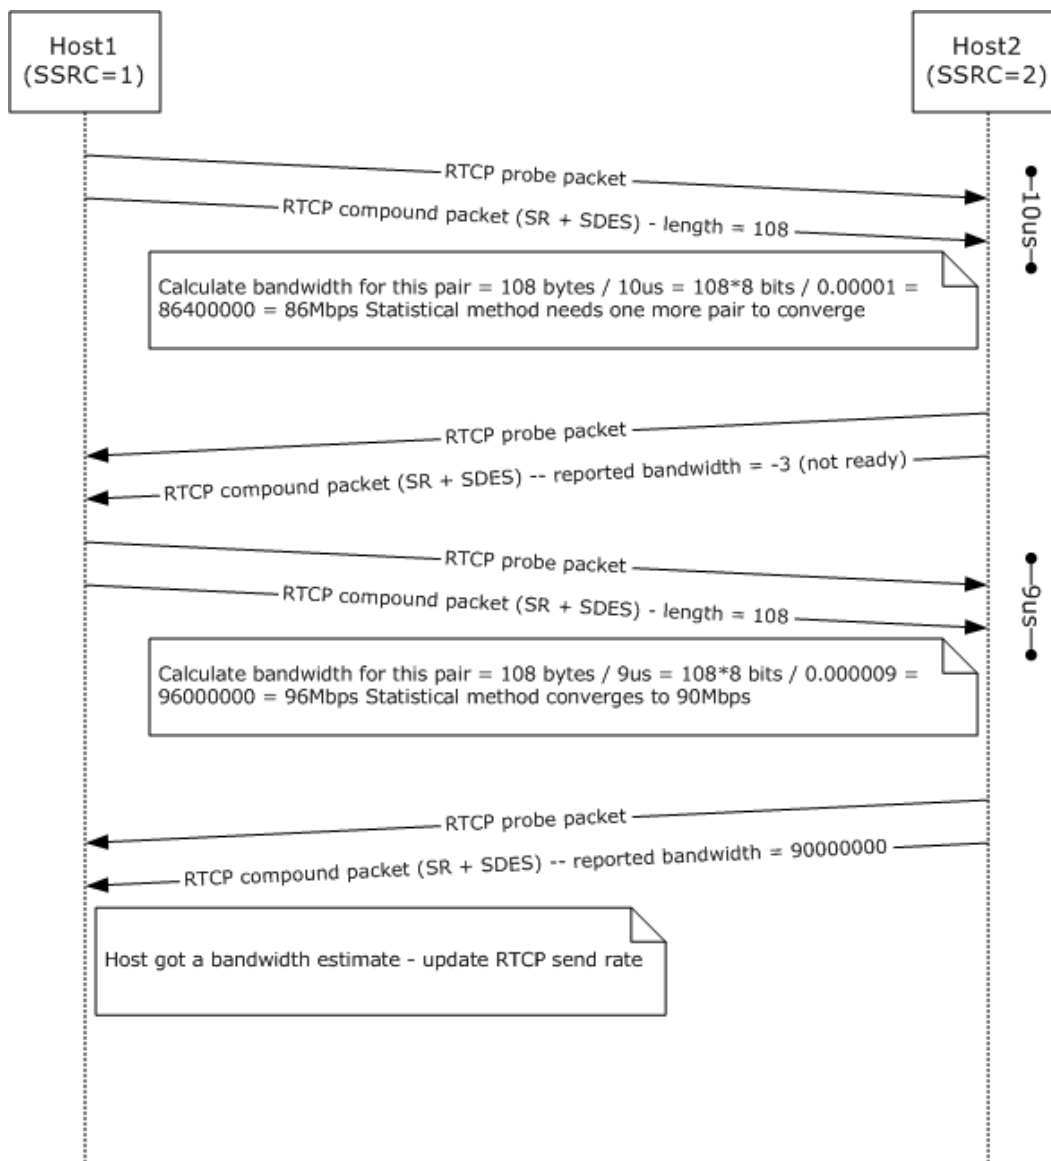 Host1
(SSRC=1)
Host2
(SSRC=2)
RTCP probe packet
RTCP compound packet (SR + SDES) - length = 108
10us
Calculate bandwidth for this pair = 108 bytes / 10us = 108*8 bits / 0.00001 =
86400000 = 86Mbps Statistical method needs one more pair to converge
RTCP probe packet
RTCP compound packet (SR + SDES) -- reported bandwidth = -3 (not ready)
RTCP probe packet
RTCP compound packet (SR + SDES) - length = 108
9us
Calculate bandwidth for this pair = 108 bytes / 9us = 108*8 bits / 0.000009 =
96000000 = 96Mbps Statistical method converges to 90Mbps
RTCP probe packet
RTCP compound packet (SR + SDES) -- reported bandwidth = 90000000
Host got a bandwidth estimate - update RTCP send rate